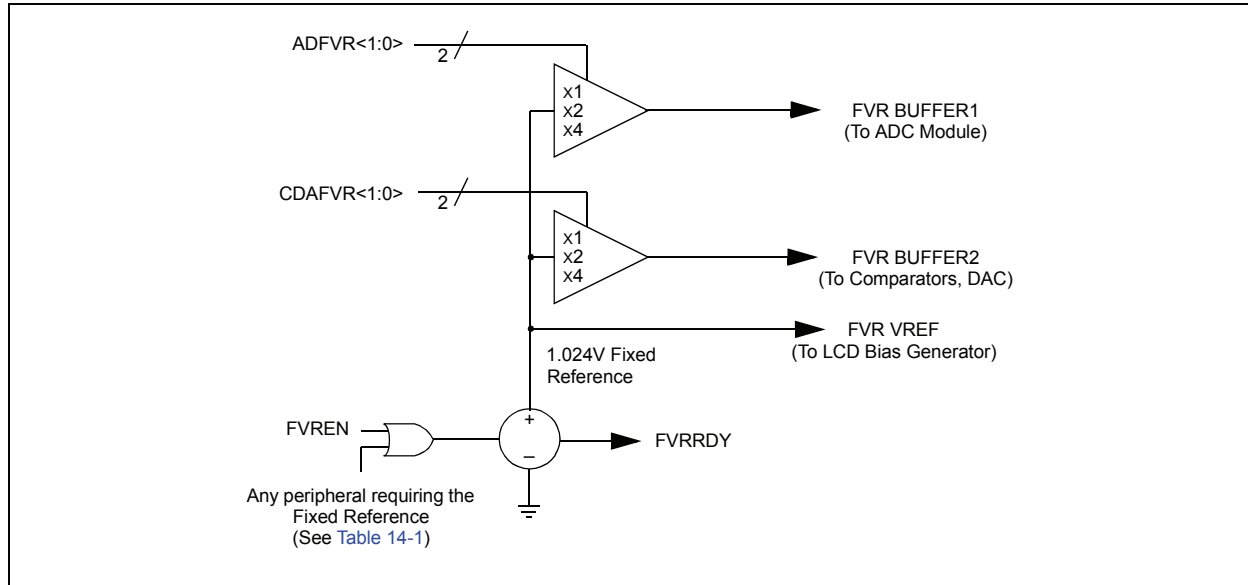 ADFVR<1:0>
2
x1
x2
x4
FVR BUFFER1
(To ADC Module)
CDAFVR<1:0>
2
x1
x2
x4
FVR BUFFER2
(To Comparators, DAC)
FVR VREF
(To LCD Bias Generator)
1.024V Fixed
Reference
+
_
FVREN
FVRRDY
Any peripheral requiring the
Fixed Reference
(See Table 14-1)